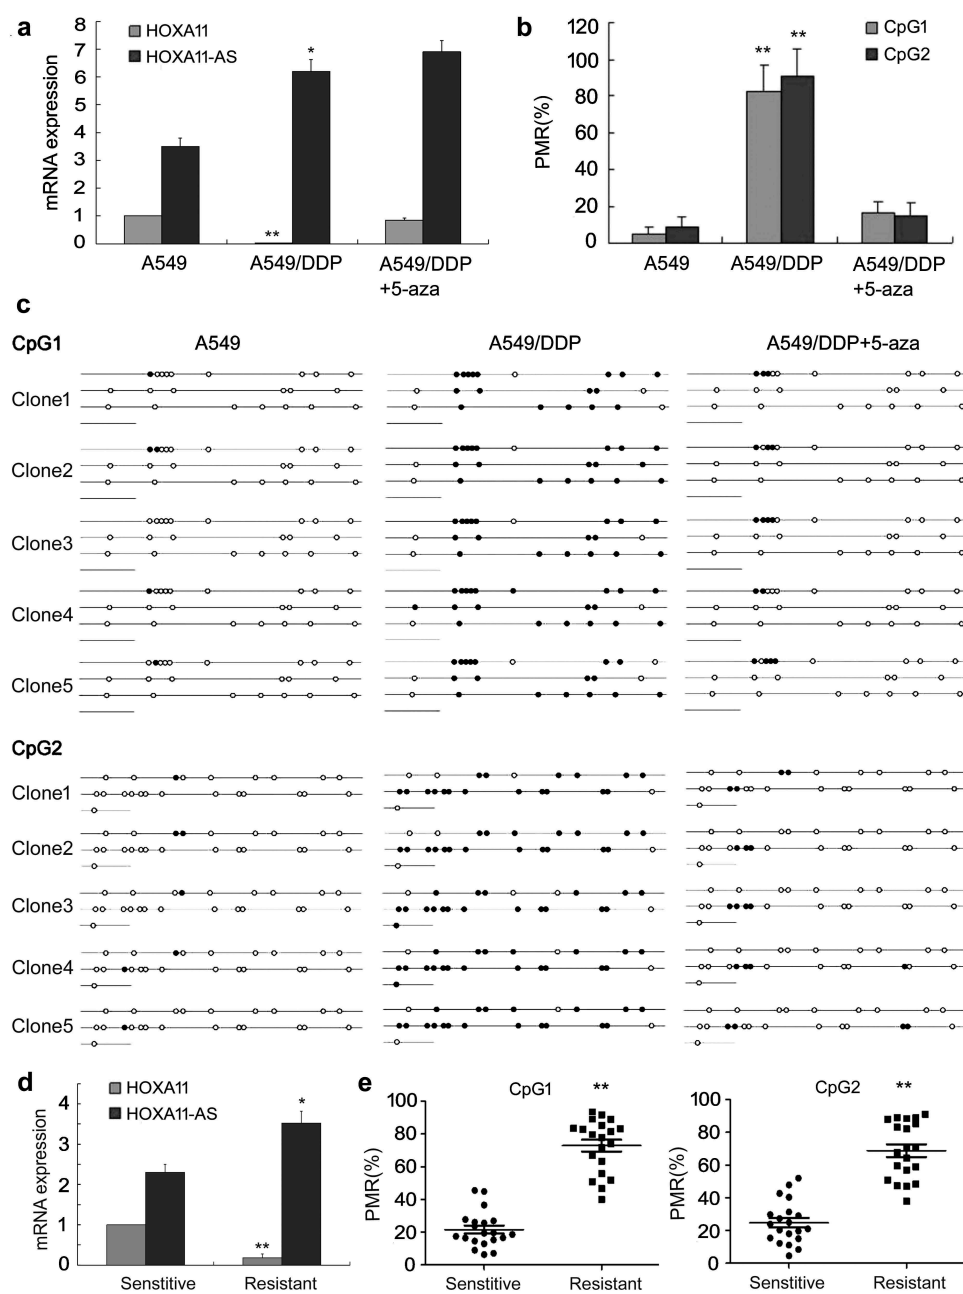 a
HOXA11
HOXA11-AS
8
7
6
5
4
3
2
1
0
mRNA expression
*
**
A549
A549/DDP
A549/DDP
+5-aza
b
CpG1
CpG2
120
100
80
60
40
20
0
PMR(%)
** **
A549
A549/DDP
A549/DDP
+5-aza
c
CpG1 A549 A549/DDP A549/DDP+5-aza
Clone1
Clone2
Clone3
Clone4
Clone5
CpG2
Clone1
Clone2
Clone3
Clone4
Clone5
d
HOXA11
HOXA11-AS
4
3
2
1
0
mRNA expression
*
**
Senstitive Resistant
e
CpG1
**
100
80
60
40
20
0
PMR(%)
Sensitive Resistant
CpG2
**
100
80
60
40
20
0
PMR(%)
Sensitive Resistant